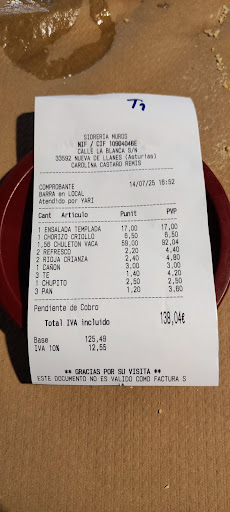 T3
SIDRERIA MUROS
NIF / CIF 10904046E
CALLE LA BLANCA S/N
33592 NUEVA DE LLANES (Asturias)
CAROLINA CASTAÑO REMIS
COMPROBANTE 14/07/25 16:52
BARRA en LOCAL
Atendido por YARI
Cant Articulo Punit PVP
1 ENSALADA TEMPLADA 17,00 17,00
1 CHORIZO CRIOLLO 6,50 6,50
1,56 CHULETON VACA 59,00 92,04
2 REFRESCO 2,20 4,40
2 RIOJA CRIANZA 2,40 4,80
1 CAÑON 3,00 3,00
3 TE 1,40 4,20
1 CHUPITO 2,50 2,50
3 PAN 1,20 3,60
Pendiente de Cobro
Total IVA incluido 138,04€
Base 125,49
IVA 10% 12,55
** GRACIAS POR SU VISITA **
ESTE DOCUMENTO NO ES VALIDO COMO FACTURA S